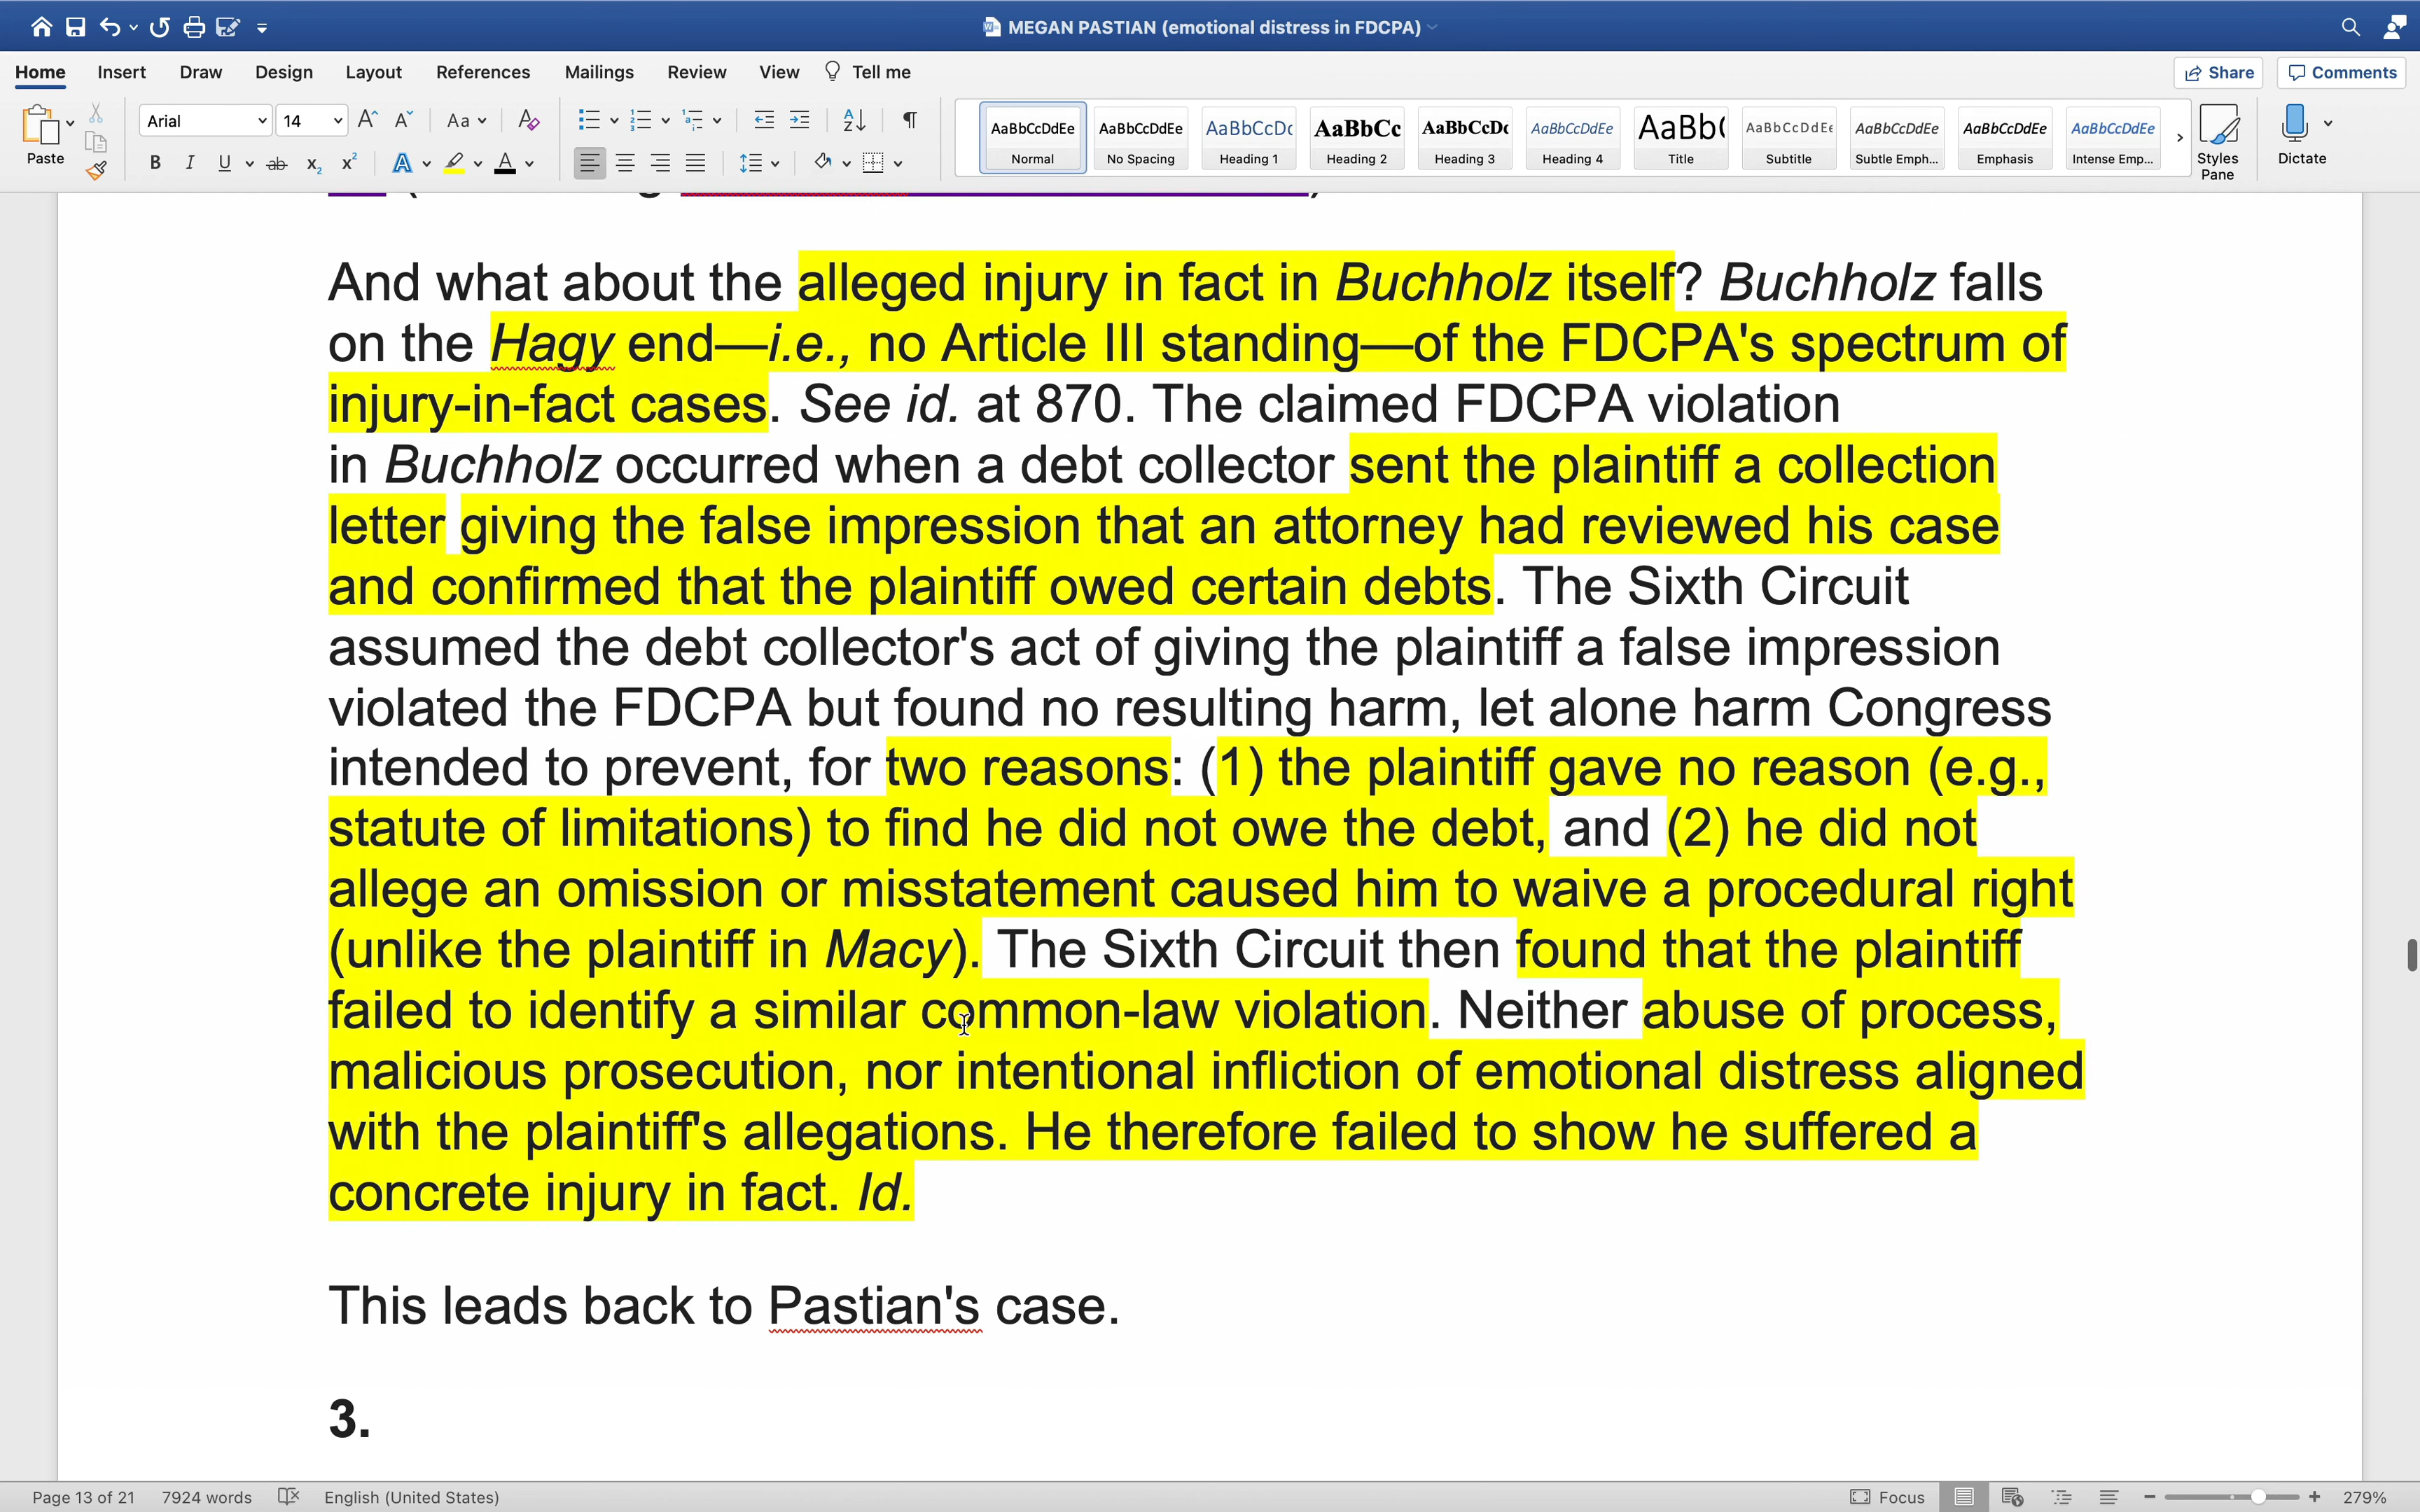 MEGAN PASTIAN (emotional distress in FDCPA)
Home Insert Draw Design Layout References Mailings Review View Tell me Share Comments
Paste Arial 14 Aa
AaBbCcDdEe AaBbCcDdEe AaBbCcDc AaBbCc AaBbCcDc AaBbCcDdEe AaBb( AaBbCcDdEe AaBbCcDdEe AaBbCcDdEe AaBbCcDdEe
Normal No Spacing Heading 1 Heading 2 Heading 3 Heading 4 Title Subtitle Subtle Emph... Emphasis Intense Emp... Styles Pane Dictate
And what about the alleged injury in fact in Buchholz itself? Buchholz falls
on the Hagy end—i.e., no Article III standing—of the FDCPA's spectrum of
injury-in-fact cases. See id. at 870. The claimed FDCPA violation
in Buchholz occurred when a debt collector sent the plaintiff a collection
letter giving the false impression that an attorney had reviewed his case
and confirmed that the plaintiff owed certain debts. The Sixth Circuit
assumed the debt collector's act of giving the plaintiff a false impression
violated the FDCPA but found no resulting harm, let alone harm Congress
intended to prevent, for two reasons: (1) the plaintiff gave no reason (e.g.,
statute of limitations) to find he did not owe the debt, and (2) he did not
allege an omission or misstatement caused him to waive a procedural right
(unlike the plaintiff in Macy). The Sixth Circuit then found that the plaintiff
failed to identify a similar common-law violation. Neither abuse of process,
malicious prosecution, nor intentional infliction of emotional distress aligned
with the plaintiff's allegations. He therefore failed to show he suffered a
concrete injury in fact. Id.
This leads back to Pastian's case.
3.
Page 13 of 21 7924 words English (United States) Focus 279%